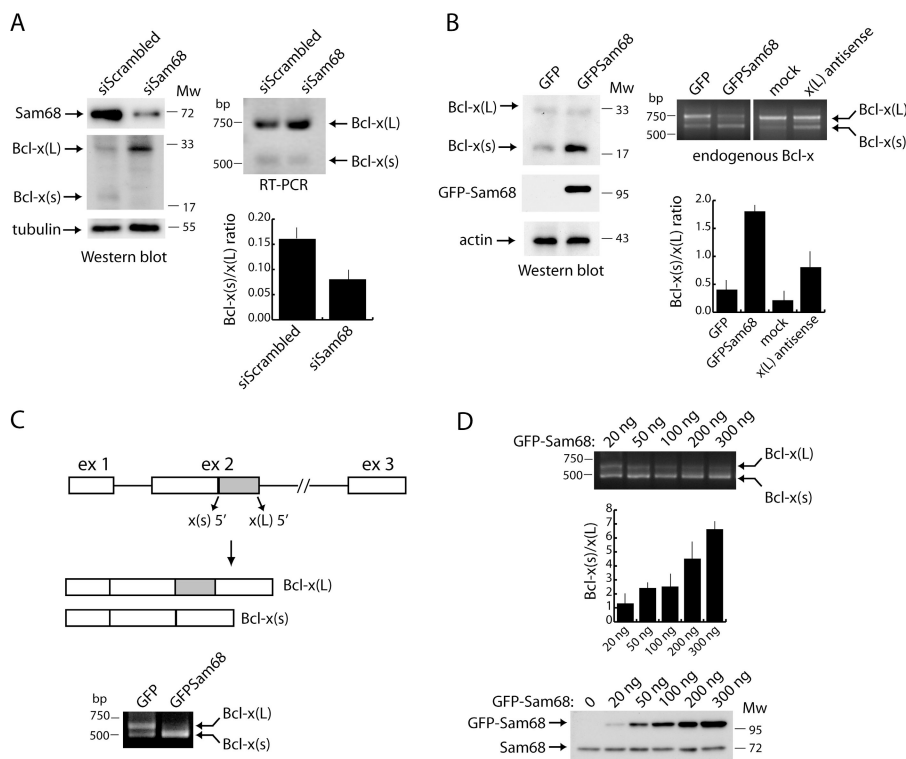 A
siScrambled
siSam68
Mw
Sam68
72
Bcl-x(L)
33
Bcl-x(s)
17
tubulin
55
Western blot
siScrambled
siSam68
bp
750
Bcl-x(L)
500
Bcl-x(s)
RT-PCR
Bcl-x(s)/x(L) ratio
0.20
0.15
0.10
0.05
0.00
siScrambled
siSam68
B
GFP
GFPSam68
Mw
Bcl-x(L)
33
Bcl-x(s)
17
GFP-Sam68
95
actin
43
Western blot
GFP
GFPSam68
mock
x(L) antisense
bp
750
500
Bcl-x(L)
Bcl-x(s)
endogenous Bcl-x
Bcl-x(s)/x(L) ratio
2.0
1.5
1.0
0.5
0.0
GFP
GFPSam68
mock
x(L) antisense
C
ex 1
ex 2
ex 3
//
x(s) 5’
x(L) 5’
Bcl-x(L)
Bcl-x(s)
GFP
GFPSam68
bp
750
500
Bcl-x(L)
Bcl-x(s)
D
GFP-Sam68: 20 ng 50 ng 100 ng 200 ng 300 ng
750
500
Bcl-x(L)
Bcl-x(s)
Bcl-x(s)/x(L)
8
7
6
5
4
3
2
1
0
20 ng
50 ng
100 ng
200 ng
300 ng
GFP-Sam68: 0 20 ng 50 ng 100 ng 200 ng 300 ng
Mw
GFP-Sam68
95
Sam68
72